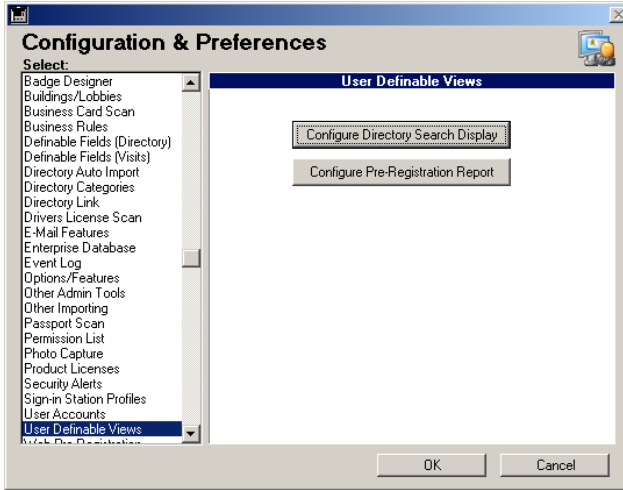 Configuration & Preferences
Select:
Badge Designer
Buildings/Lobbies
Business Card Scan
Business Rules
Definable Fields (Directory)
Definable Fields (Visits)
Directory Auto Import
Directory Categories
Directory Link
Drivers License Scan
E-Mail Features
Enterprise Database
Event Log
Options/Features
Other Admin Tools
Other Importing
Passport Scan
Permission List
Photo Capture
Product Licenses
Security Alerts
Sign-in Station Profiles
User Accounts
User Definable Views
User Definable Views
Configure Directory Search Display
Configure Pre-Registration Report
OK
Cancel